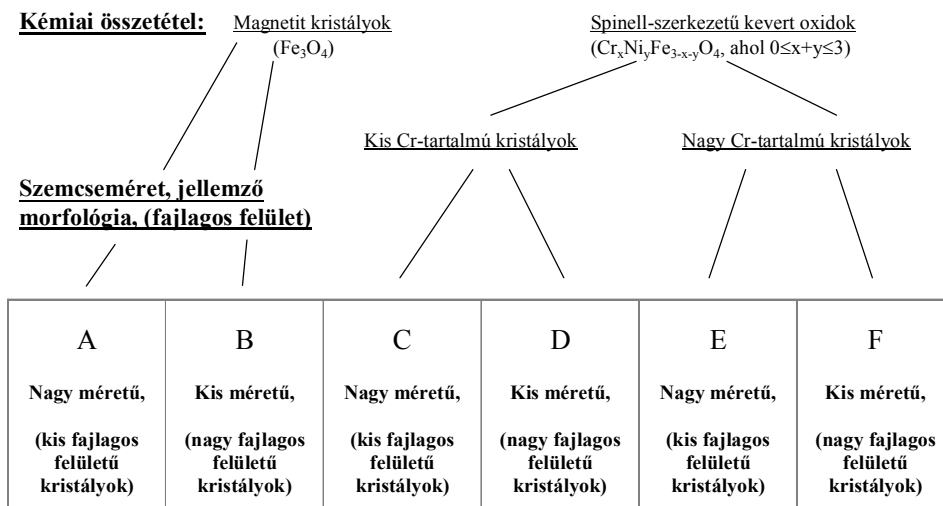 Kémiai összetétel: Magnetit kristályok Spinell-szerkezetű kevert oxidok
(Fe₃O₄) (CrₓNiᵧFe₃₋ₓ₋ᵧO₄, ahol 0≤x+y≤3)
Kis Cr-tartalmú kristályok Nagy Cr-tartalmú kristályok
Szemcseméret, jellemző
morfológia, (fajlagos felület)
A B C D E F
Nagy méretű, Kis méretű, Nagy méretű, Kis méretű, Nagy méretű, Kis méretű,
(kis fajlagos (nagy fajlagos (kis fajlagos (nagy fajlagos (kis fajlagos (nagy fajlagos
felületű felületű felületű felületű felületű felületű
kristályok) kristályok) kristályok) kristályok) kristályok) kristályok)